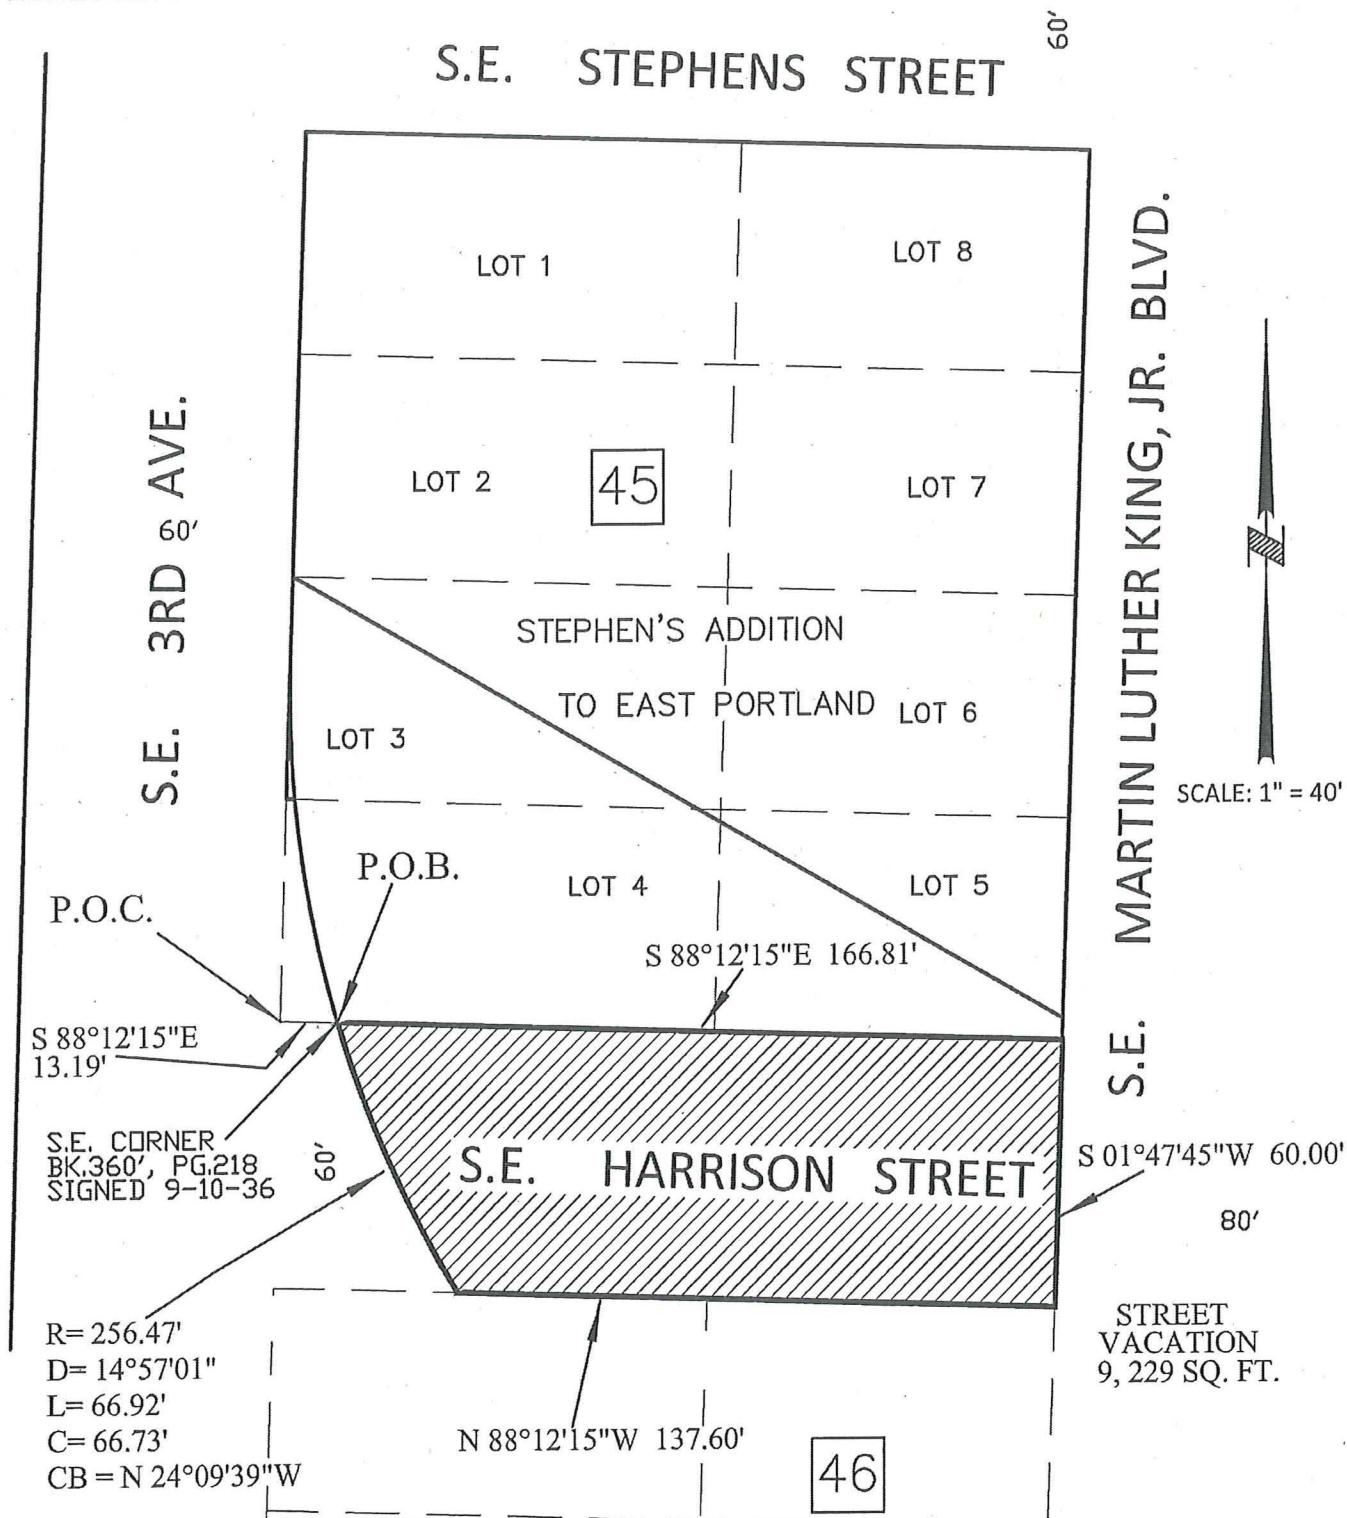 60'
S.E. STEPHENS STREET
LOT 1
LOT 8
S.E. 3RD AVE.
60'
LOT 2
45
LOT 7
S.E. MARTIN LUTHER KING, JR. BLVD.
N
SCALE: 1" = 40'
STEPHEN'S ADDITION
TO EAST PORTLAND
LOT 6
LOT 3
LOT 4
LOT 5
P.O.B.
P.O.C.
S 88°12'15"E 166.81'
S 88°12'15"E
13.19'
S.E. CORNER
BK.360', PG.218
SIGNED 9-10-36
60'
S.E. HARRISON STREET
S 01°47'45"W 60.00'
80'
STREET
VACATION
9, 229 SQ. FT.
R= 256.47'
D= 14°57'01"
L= 66.92'
C= 66.73'
CB = N 24°09'39"W
N 88°12'15"W 137.60'
46